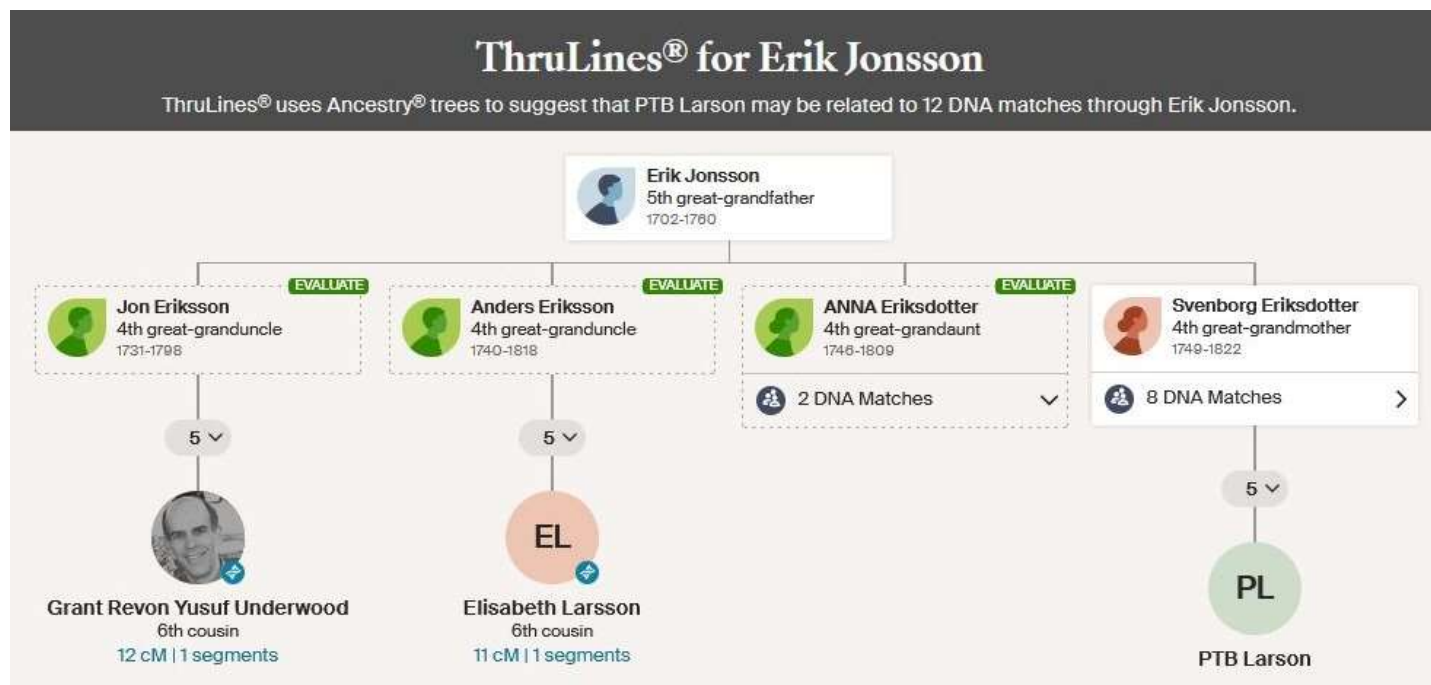 ThruLines® for Erik Jonsson
ThruLines® uses Ancestry® trees to suggest that PTB Larson may be related to 12 DNA matches through Erik Jonsson.
Erik Jonsson
5th great-grandfather
1702-1760
EVALUATE
Jon Eriksson
4th great-granduncle
1731-1798
EVALUATE
Anders Eriksson
4th great-granduncle
1740-1818
EVALUATE
ANNA Eriksdotter
4th great-grandaunt
1746-1809
2 DNA Matches
Svenborg Eriksdotter
4th great-grandmother
1749-1822
8 DNA Matches
5
5
5
Grant Revon Yusuf Underwood
6th cousin
12 cM | 1 segments
EL
Elisabeth Larsson
6th cousin
11 cM | 1 segments
PL
PTB Larson